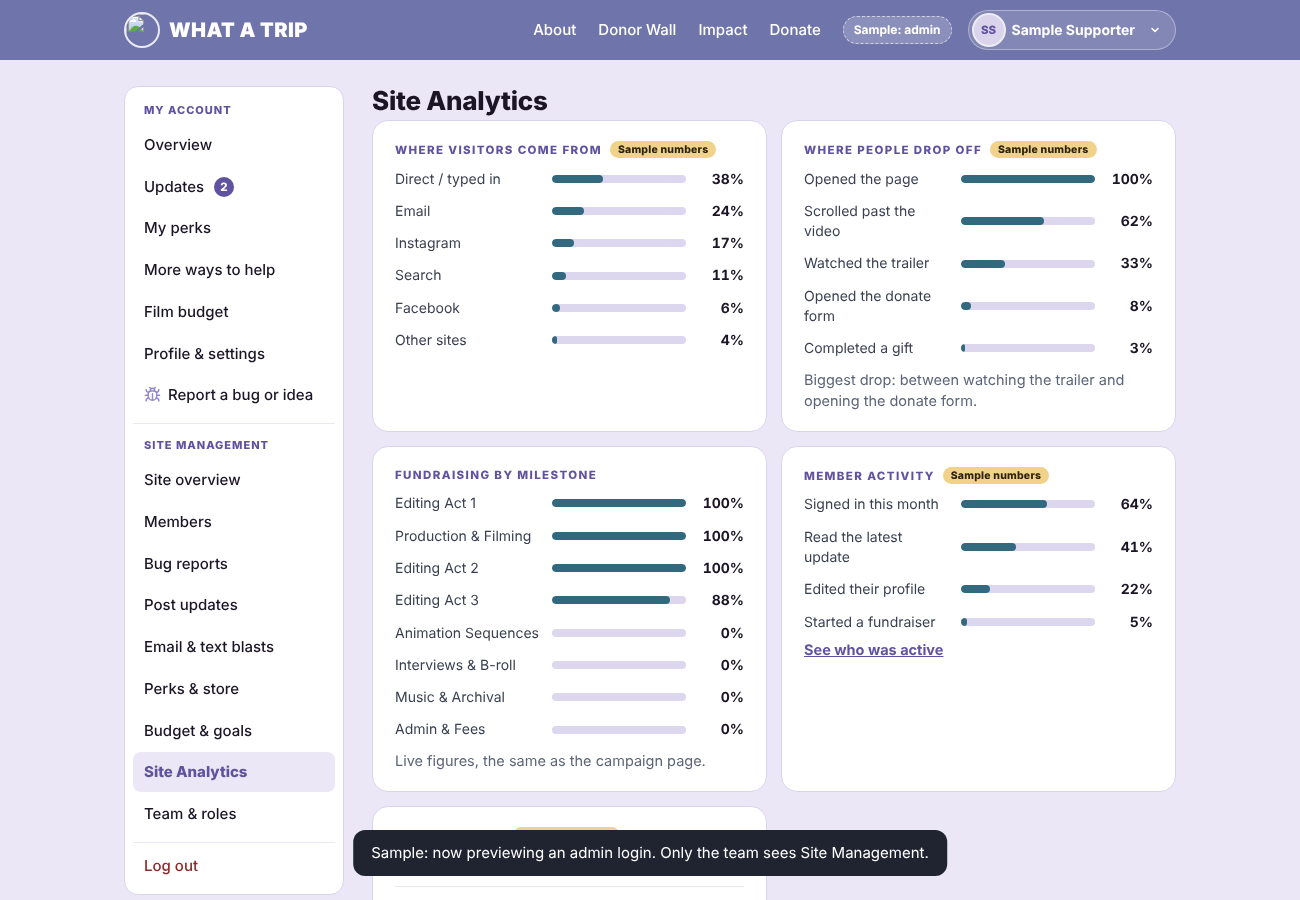 WHAT A TRIP
About
Donor Wall
Impact
Donate
Sample: admin
SS
Sample Supporter
MY ACCOUNT
Overview
Updates 2
My perks
More ways to help
Film budget
Profile & settings
Report a bug or idea
SITE MANAGEMENT
Site overview
Members
Bug reports
Post updates
Email & text blasts
Perks & store
Budget & goals
Site Analytics
Team & roles
Log out
Site Analytics
WHERE VISITORS COME FROM Sample numbers
Direct / typed in 38%
Email 24%
Instagram 17%
Search 11%
Facebook 6%
Other sites 4%
WHERE PEOPLE DROP OFF Sample numbers
Opened the page 100%
Scrolled past the
video 62%
Watched the trailer 33%
Opened the donate
form 8%
Completed a gift 3%
Biggest drop: between watching the trailer and
opening the donate form.
FUNDRAISING BY MILESTONE
Editing Act 1 100%
Production & Filming 100%
Editing Act 2 100%
Editing Act 3 88%
Animation Sequences 0%
Interviews & B-roll 0%
Music & Archival 0%
Admin & Fees 0%
Live figures, the same as the campaign page.
MEMBER ACTIVITY Sample numbers
Signed in this month 64%
Read the latest
update 41%
Edited their profile 22%
Started a fundraiser 5%
See who was active
Sample: now previewing an admin login. Only the team sees Site Management.